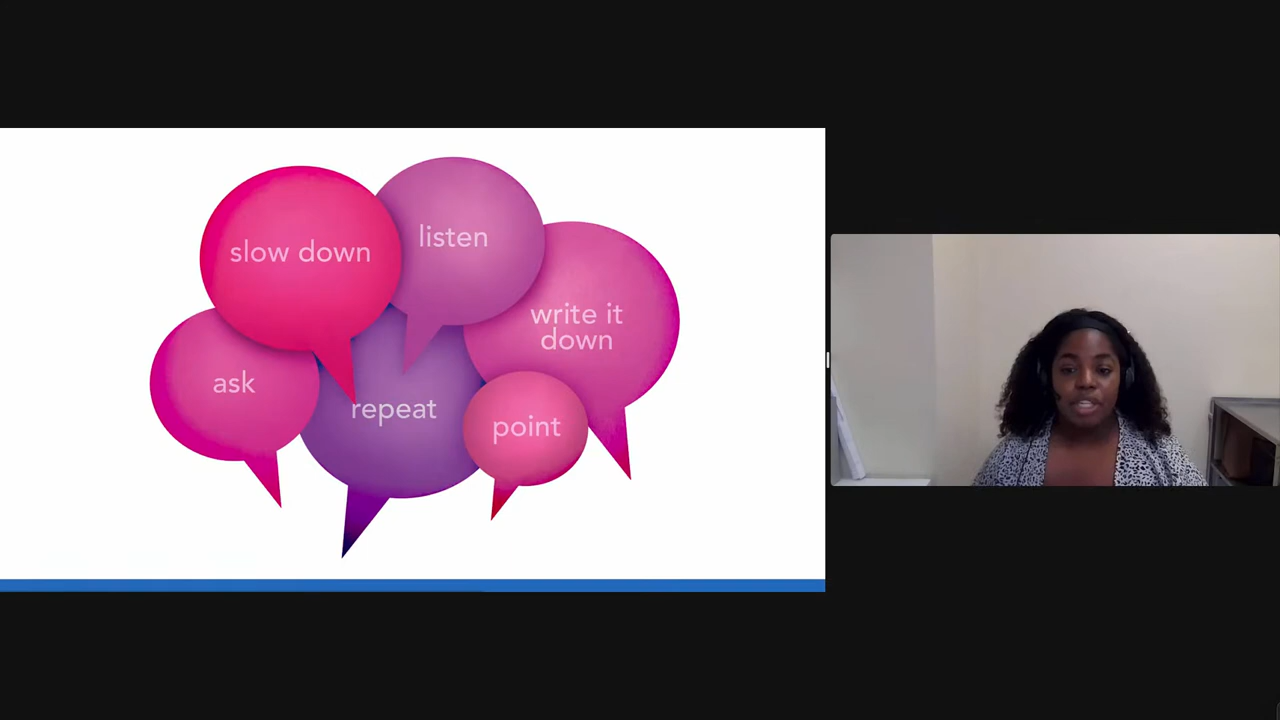 slow down
listen
write it
down
ask
repeat
point